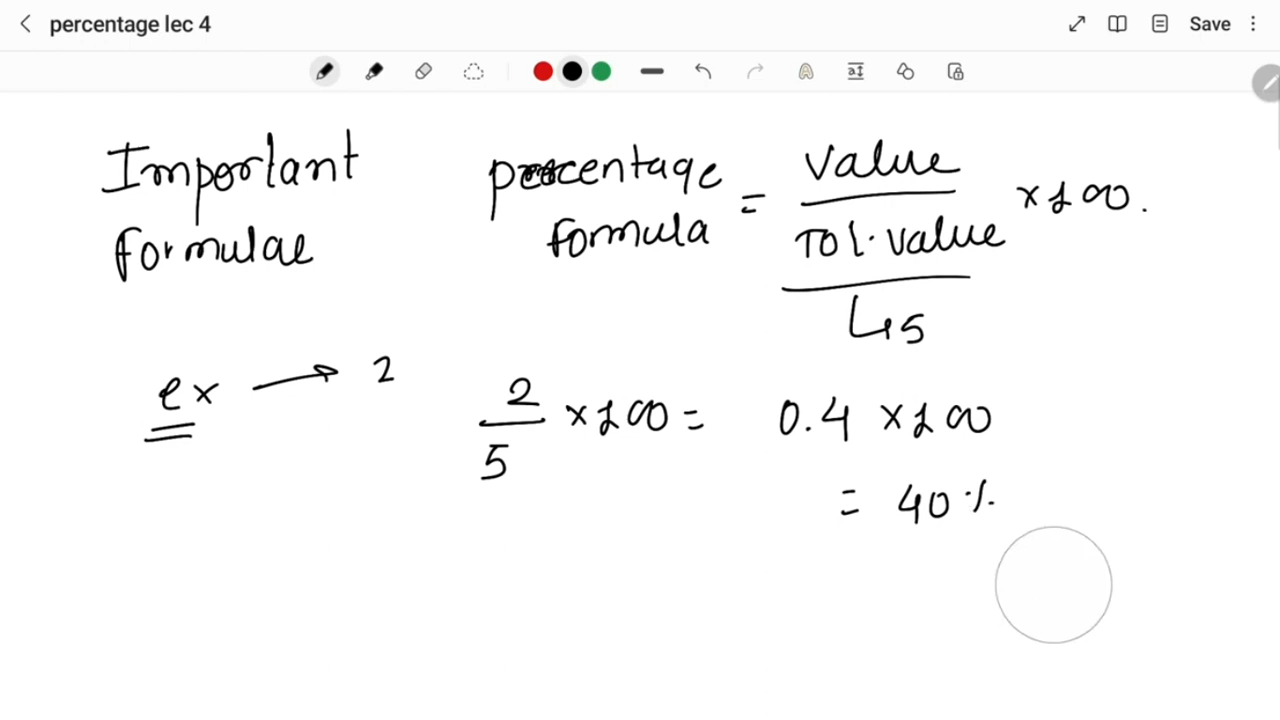 percentage lec 4
Save
Important
formulae
percentage
formula
= value / Tot. value × 100.
↳ 5
ex → 2
2/5 × 100 = 0.4 × 100
= 40%